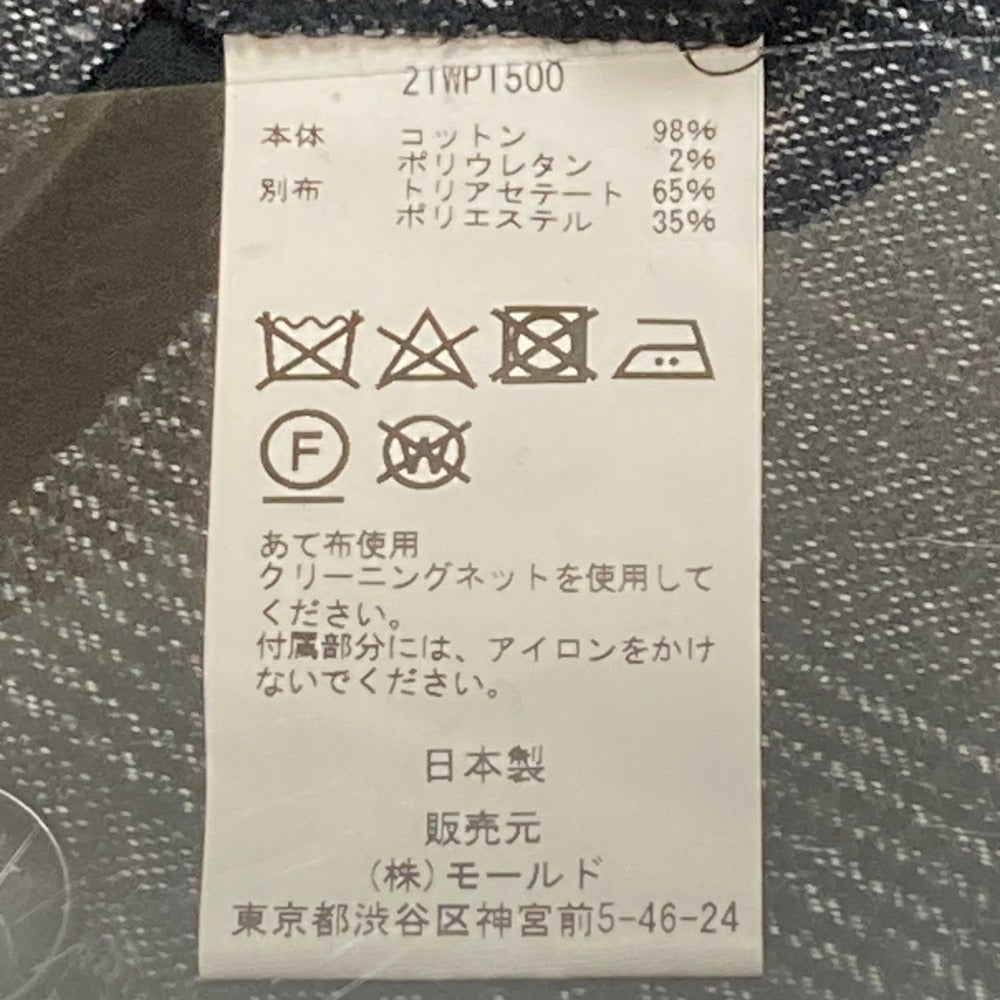 21WPT500
本体 コットン 98%
ポリウレタン 2%
別布 トリアセテート 65%
ポリエステル 35%
F W
あて布使用
クリーニングネットを使用して
ください。
付属部分には、アイロンをかけ
ないでください。
日本製
販売元
(株)モールド
東京都渋谷区神宮前5-46-24